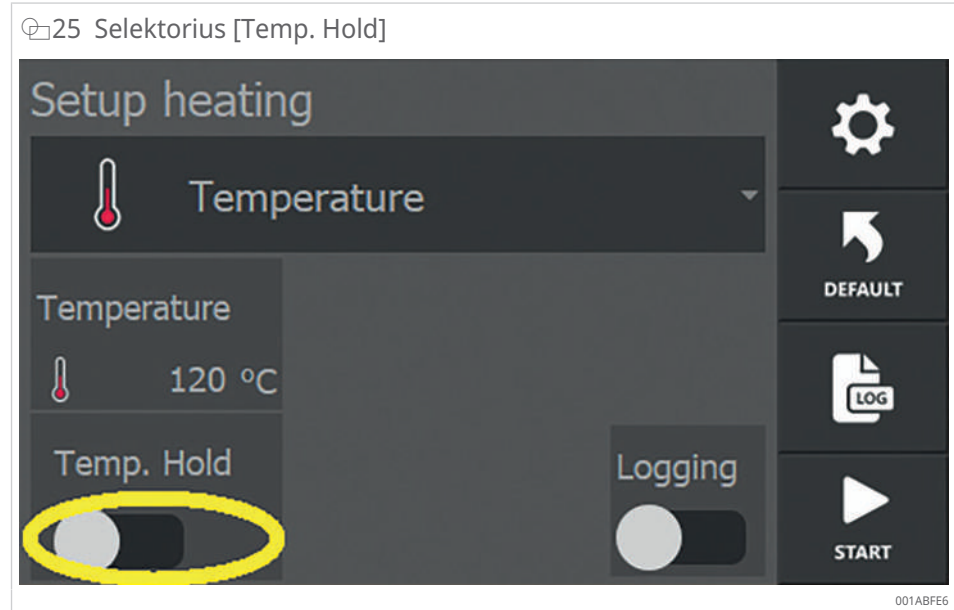 25 Selektorius [Temp. Hold]
Setup heating
Temperature
DEFAULT
Temperature
120 °C
LOG
Temp. Hold
Logging
START
001ABFE6